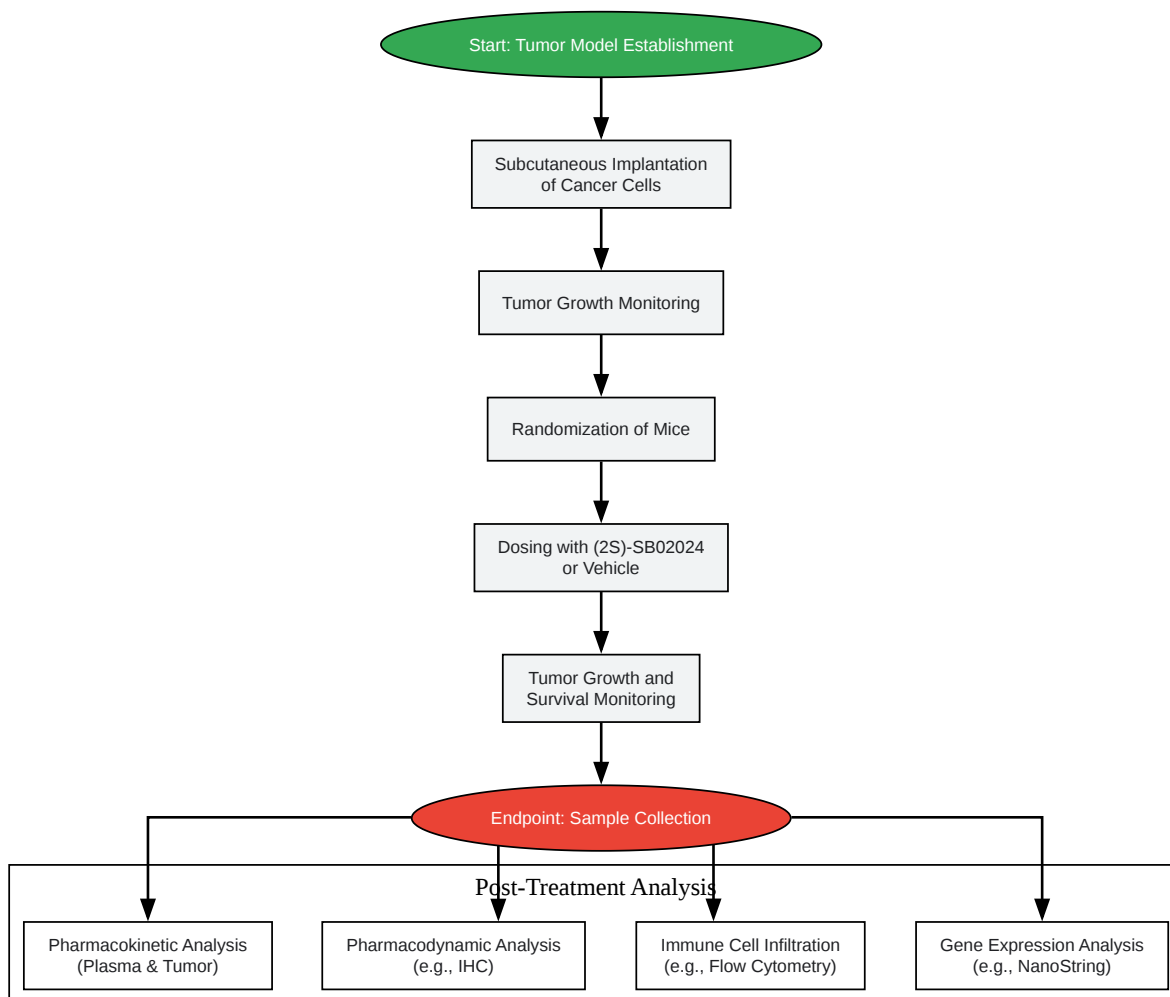 Start: Tumor Model Establishment
Subcutaneous Implantation
of Cancer Cells
Tumor Growth Monitoring
Randomization of Mice
Dosing with (2S)-SB02024
or Vehicle
Tumor Growth and
Survival Monitoring
Endpoint: Sample Collection
Post-Treatment Analysis
Pharmacokinetic Analysis
(Plasma & Tumor)
Pharmacodynamic Analysis
(e.g., IHC)
Immune Cell Infiltration
(e.g., Flow Cytometry)
Gene Expression Analysis
(e.g., NanoString)